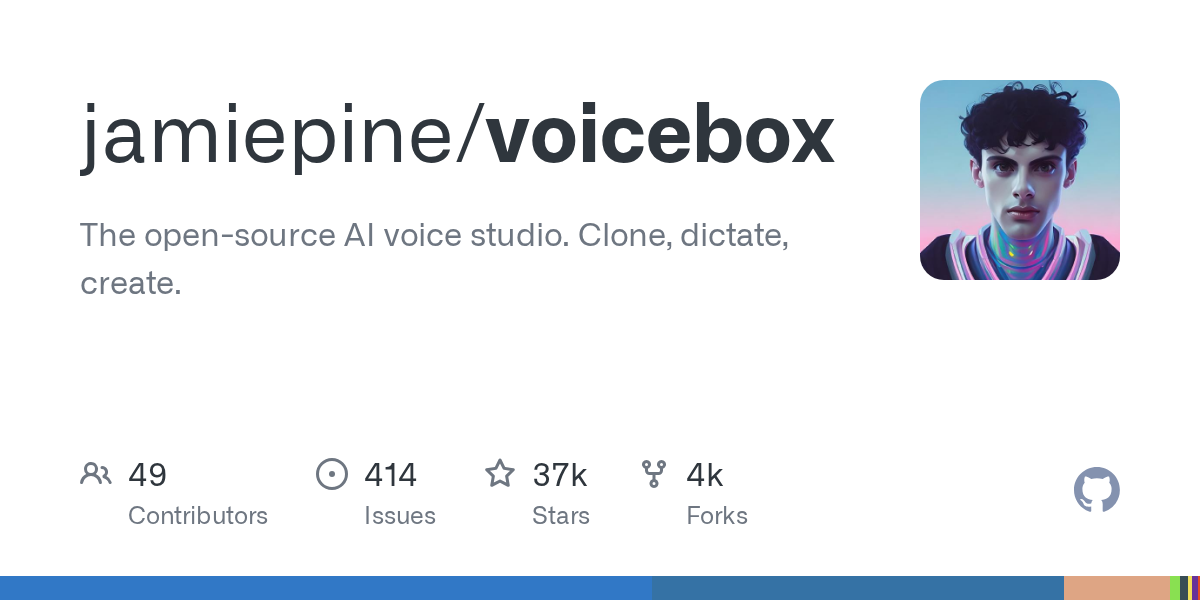 jamiepine/voicebox
The open-source AI voice studio. Clone, dictate,
create.
49 414 37k 4k
Contributors Issues Stars Forks